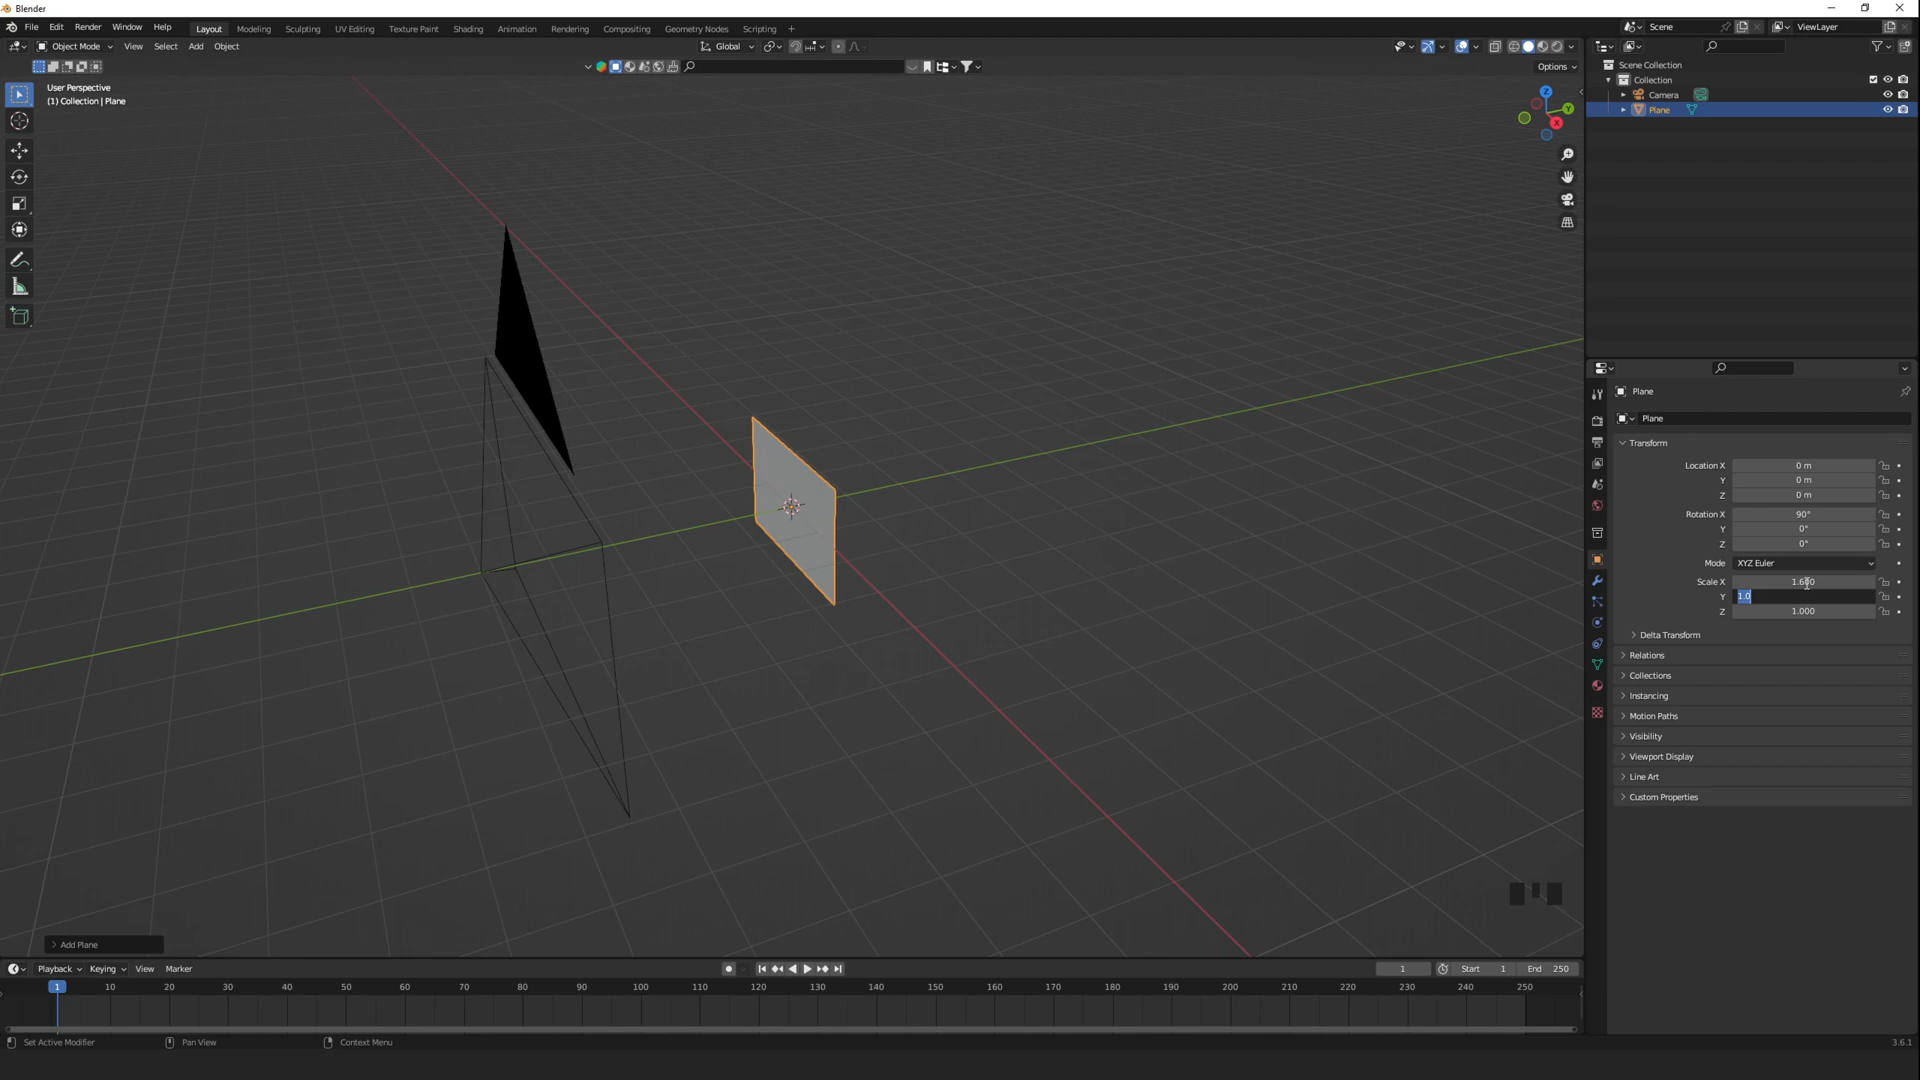 Blender
File Edit Render Window Help
Layout Modeling Sculpting UV Editing Texture Paint Shading Animation Rendering Compositing Geometry Nodes Scripting +
Scene
ViewLayer
Object Mode View Select Add Object
Global
Options
User Perspective
(1) Collection | Plane
Z
Y
X
Scene Collection
Collection
Camera
Plane
Plane
Plane
Transform
Location X 0 m
Y 0 m
Z 0 m
Rotation X 90°
Y 0°
Z 0°
Mode XYZ Euler
Scale X 1.600
Y 1.0
Z 1.000
Delta Transform
Relations
Collections
Instancing
Motion Paths
Visibility
Viewport Display
Line Art
Custom Properties
Add Plane
Playback Keying View Marker
1 Start 1 End 250
1 10 20 30 40 50 60 70 80 90 100 110 120 130 140 150 160 170 180 190 200 210 220 230 240 250
Set Active Modifier Pan View Context Menu
3.6.1